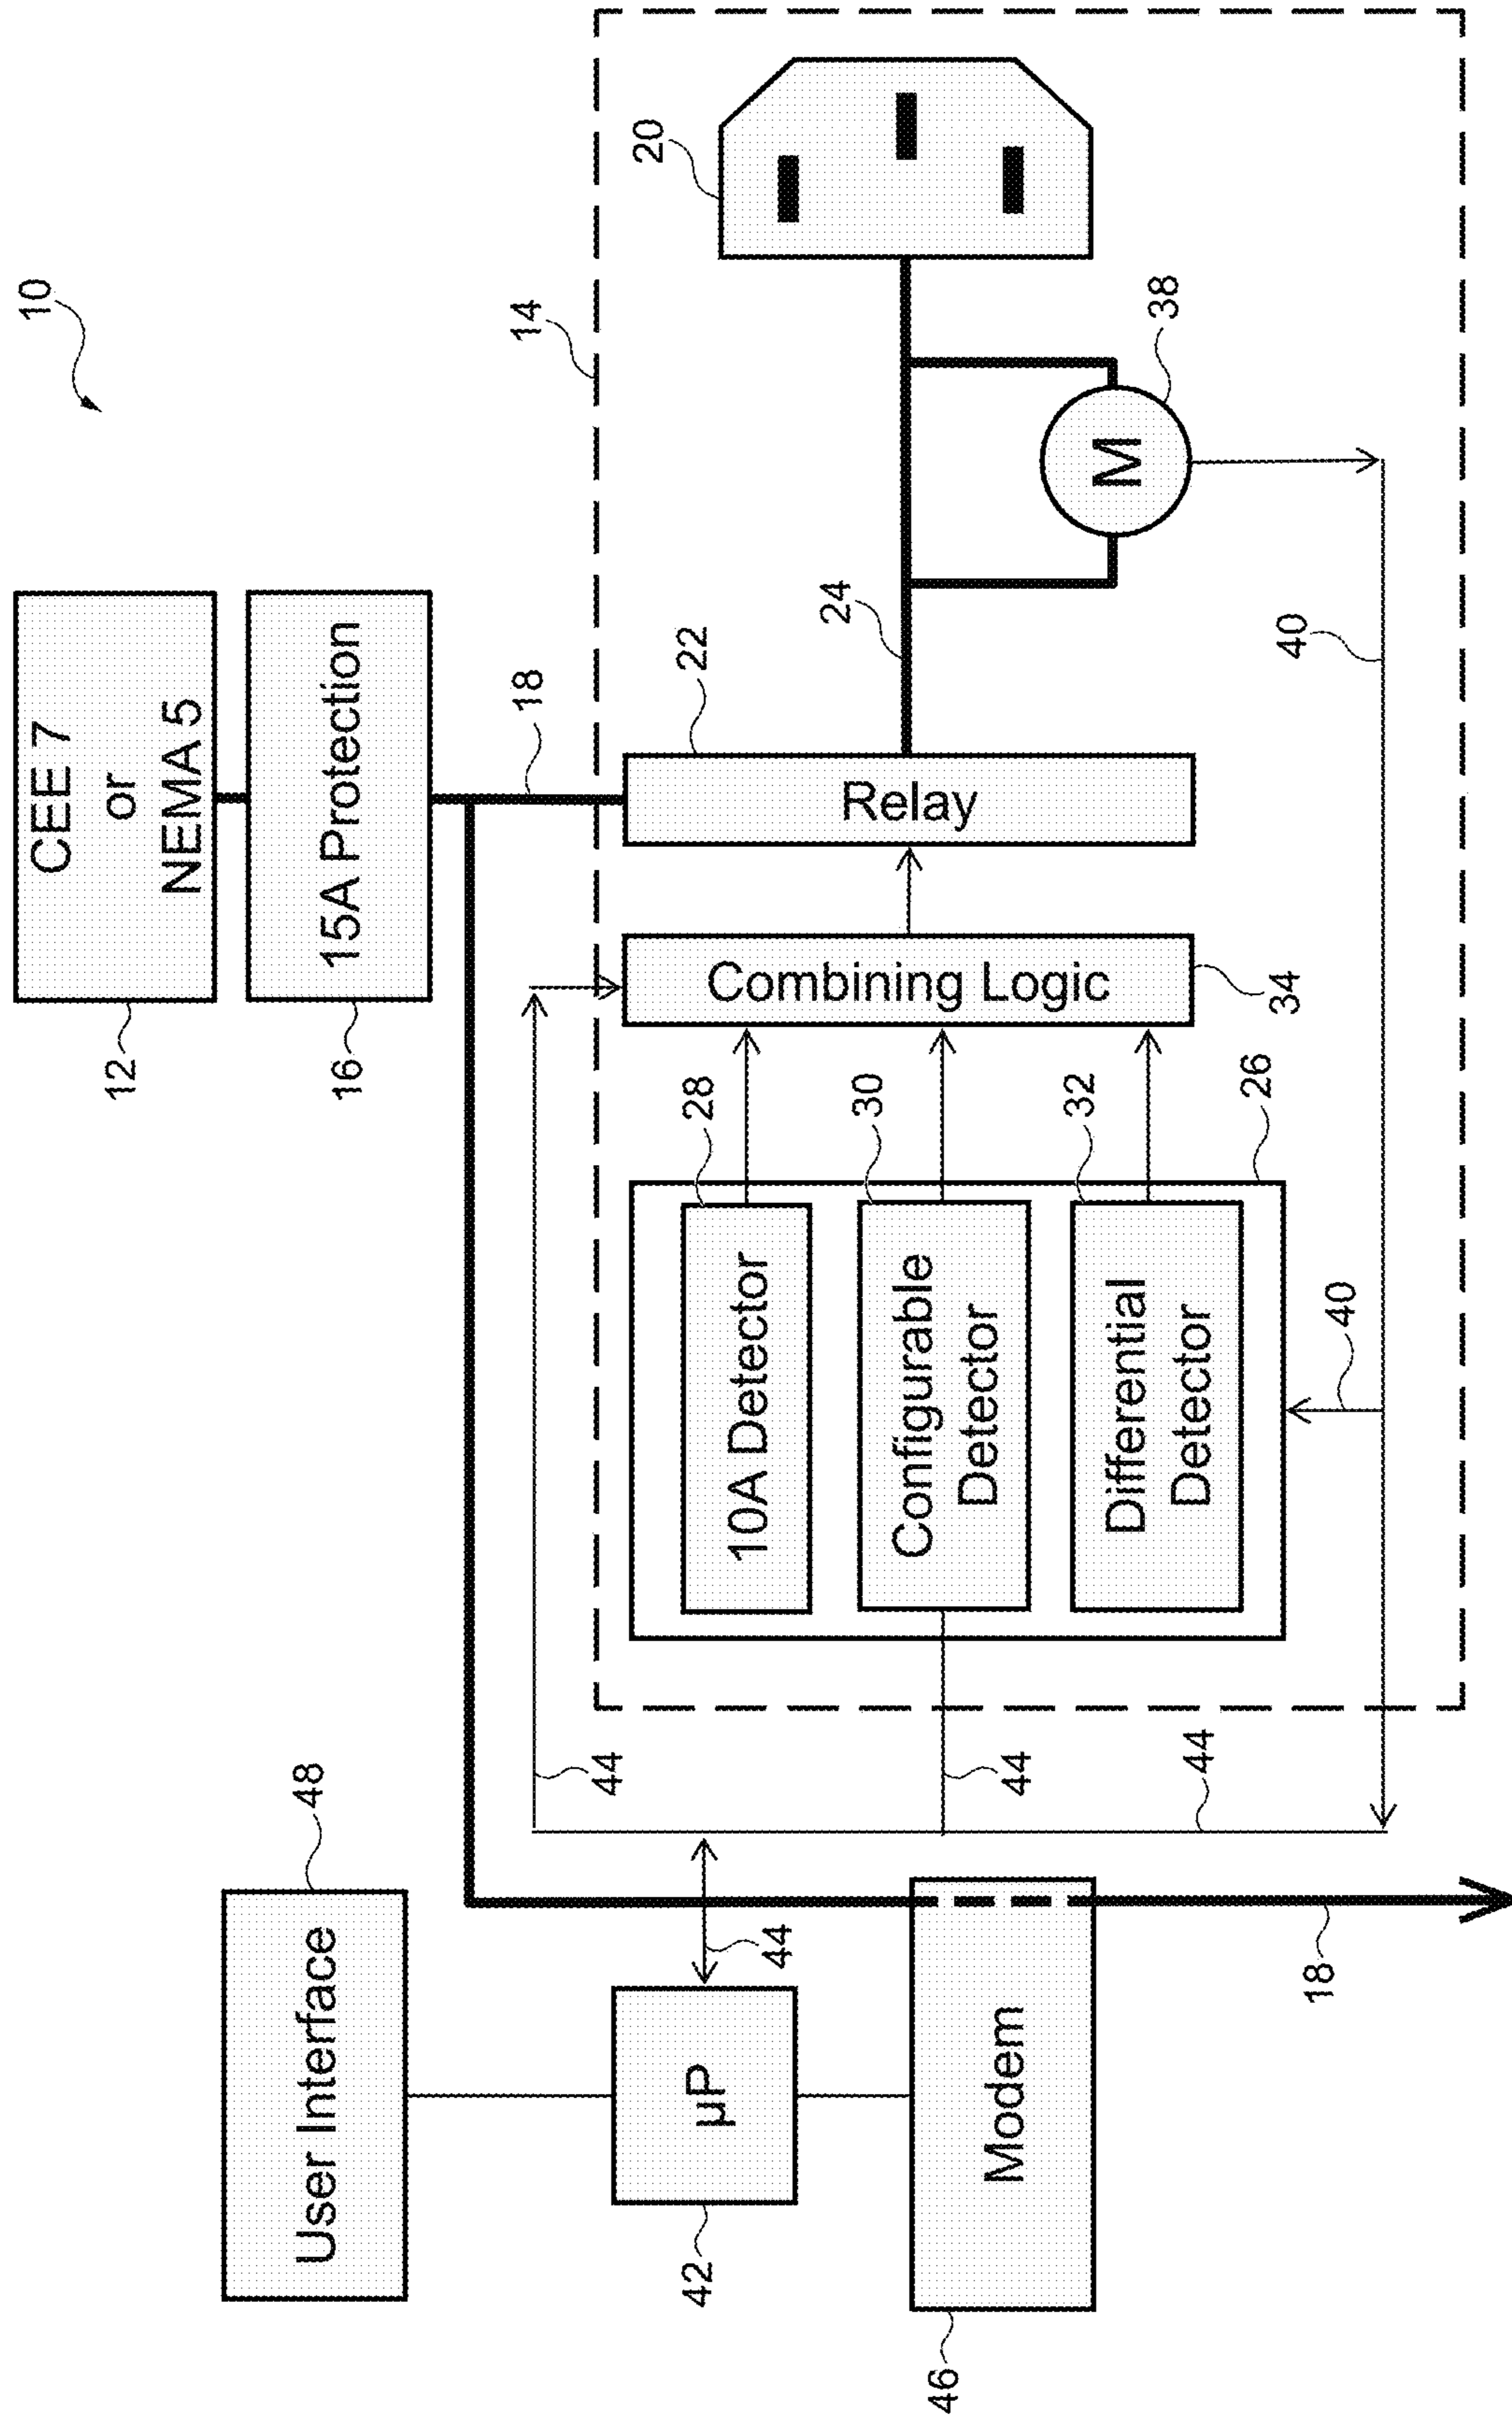 10
CEE 7
or
NEMA 5
12
15A Protection
16
18
14
20
User Interface
48
µP
42
44
Modem
46
18
44
44
44
10A Detector
28
Configurable
Detector
30
Differential
Detector
32
26
40
Combining Logic
34
Relay
22
24
M
38
40